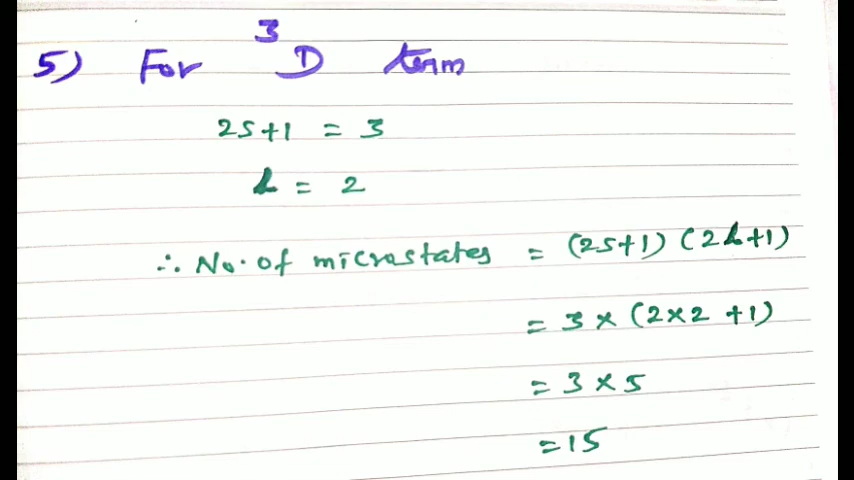 5) For ³D term
2S+1 = 3
L = 2
∴ No. of microstates = (2S+1) (2L+1)
= 3 × (2×2 +1)
= 3 × 5
= 15